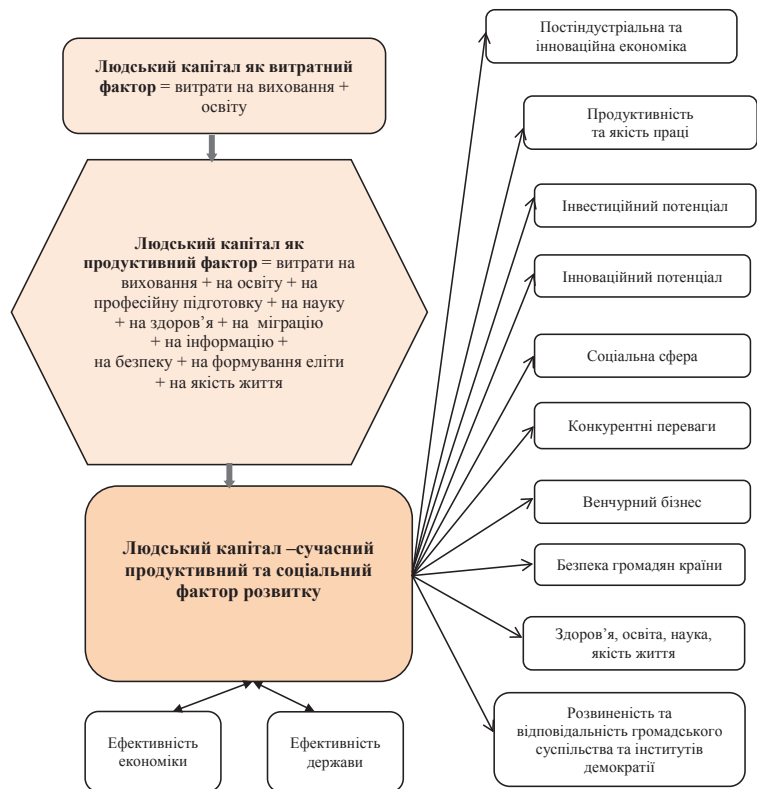 Людський капітал як витратний
фактор = витрати на виховання +
освіту
Людський капітал як
продуктивний фактор = витрати на
виховання + на освіту + на
професійну підготовку + на науку
+ на здоров’я + на міграцію
+ на інформацію +
на безпеку + на формування еліти
+ на якість життя
Людський капітал –сучасний
продуктивний та соціальний
фактор розвитку
Ефективність
економіки
Ефективність
держави
Постіндустріальна та
інноваційна економіка
Продуктивність
та якість праці
Інвестиційний потенціал
Інноваційний потенціал
Соціальна сфера
Конкурентні переваги
Венчурний бізнес
Безпека громадян країни
Здоров’я, освіта, наука,
якість життя
Розвиненість та
відповідальність громадського
суспільства та інститутів
демократії